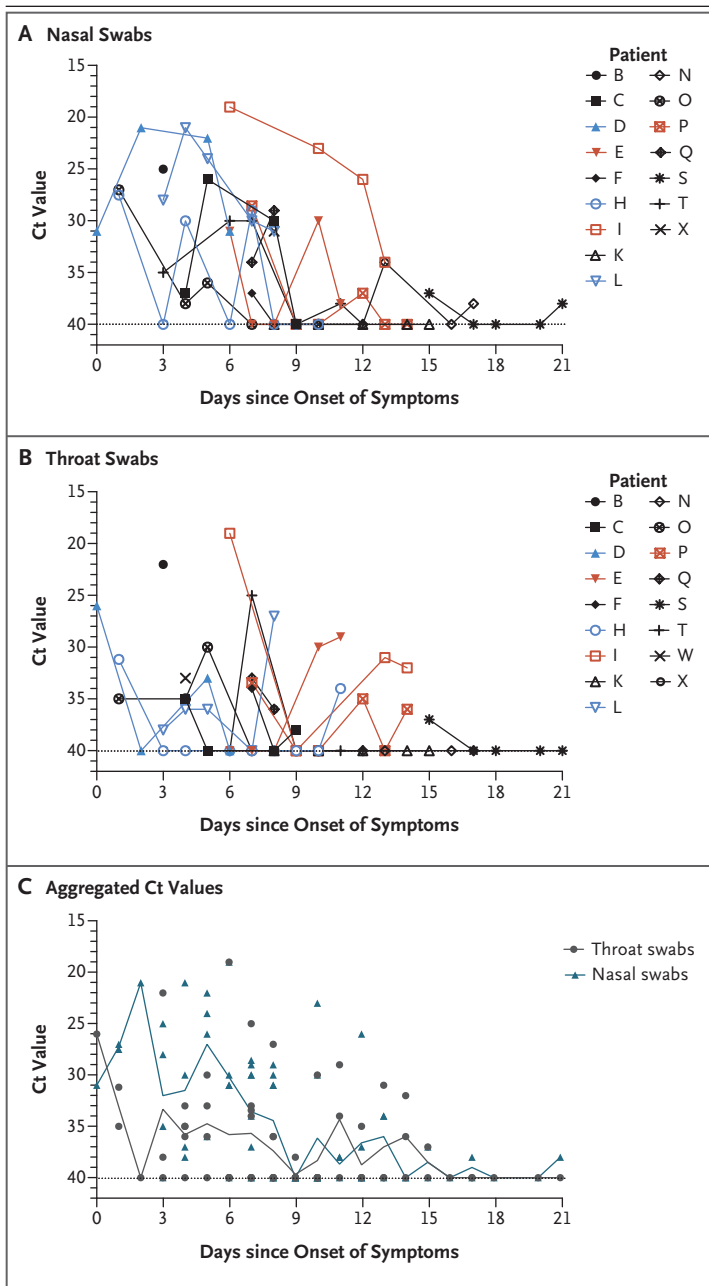 A Nasal Swabs
Ct Value
15
20
25
30
35
40
0 3 6 9 12 15 18 21
Days since Onset of Symptoms
Patient
B N
C O
D P
E Q
F S
H T
I X
K
L
B Throat Swabs
Ct Value
15
20
25
30
35
40
0 3 6 9 12 15 18 21
Days since Onset of Symptoms
Patient
B N
C O
D P
E Q
F S
H T
I W
K X
L
C Aggregated Ct Values
Ct Value
15
20
25
30
35
40
0 3 6 9 12 15 18 21
Days since Onset of Symptoms
Throat swabs
Nasal swabs